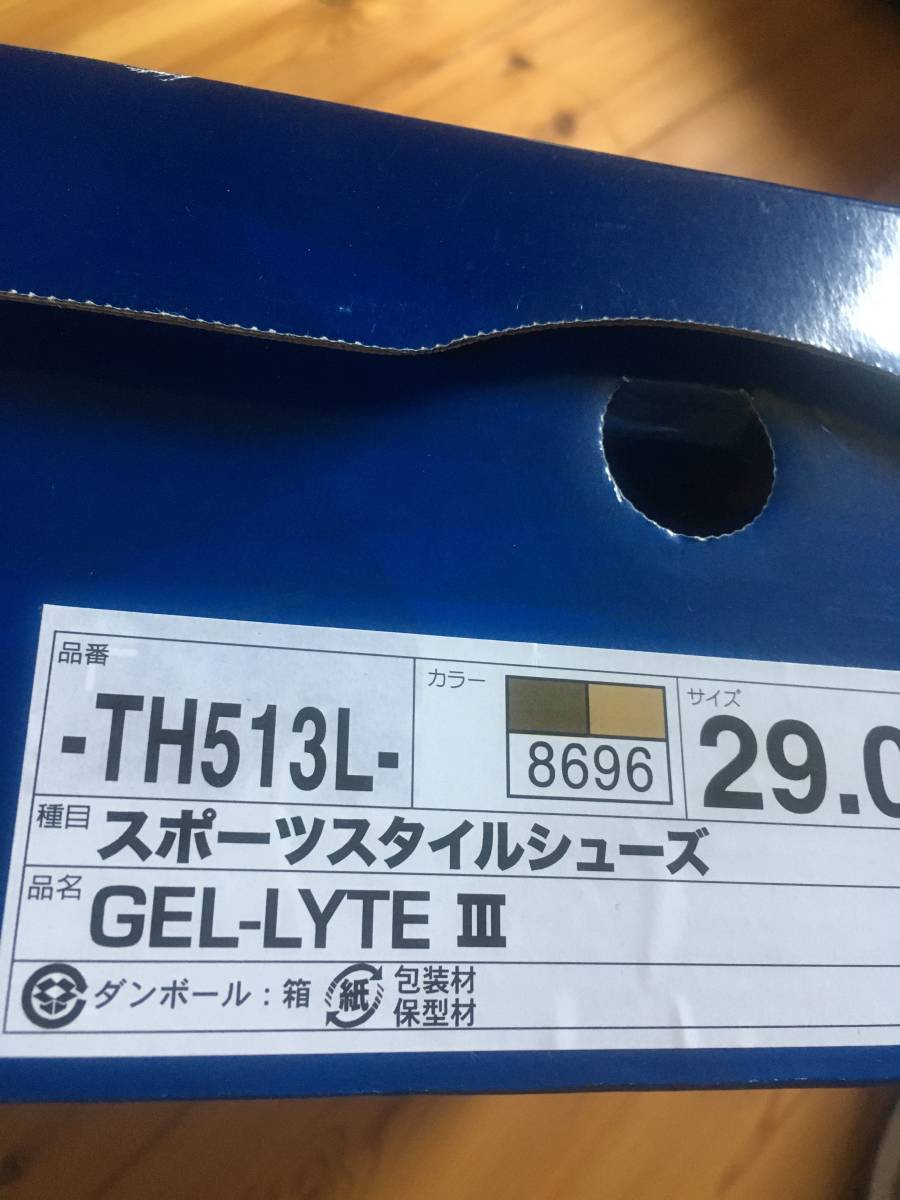 品番
-TH513L-
カラー
8696
サイズ
29.0
種目 スポーツスタイルシューズ
品名 GEL-LYTE III
ダンボール：箱 紙 包装材
保型材